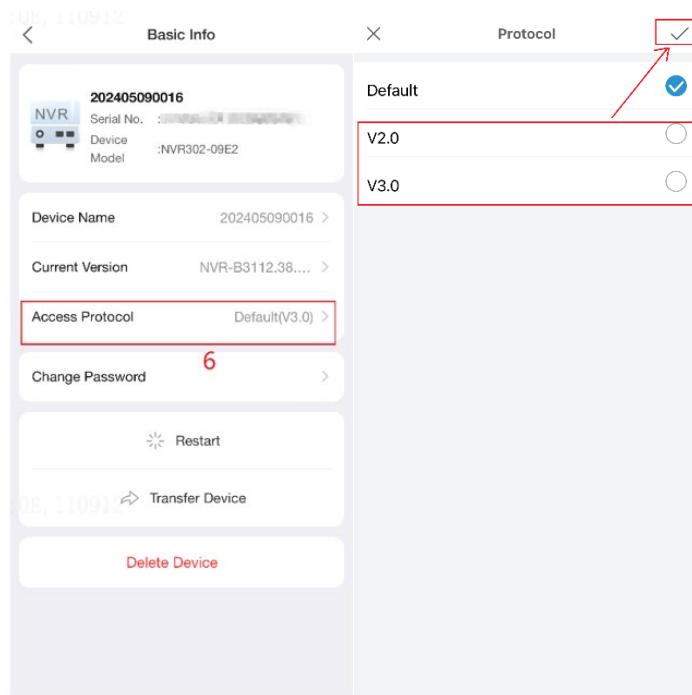 Basic Info
202405090016
NVR
Serial No. :
Device Model :NVR302-09E2
Device Name 202405090016
Current Version NVR-B3112.38....
Access Protocol Default(V3.0)
6
Change Password
Restart
Transfer Device
Delete Device
Protocol
Default
V2.0
V3.0